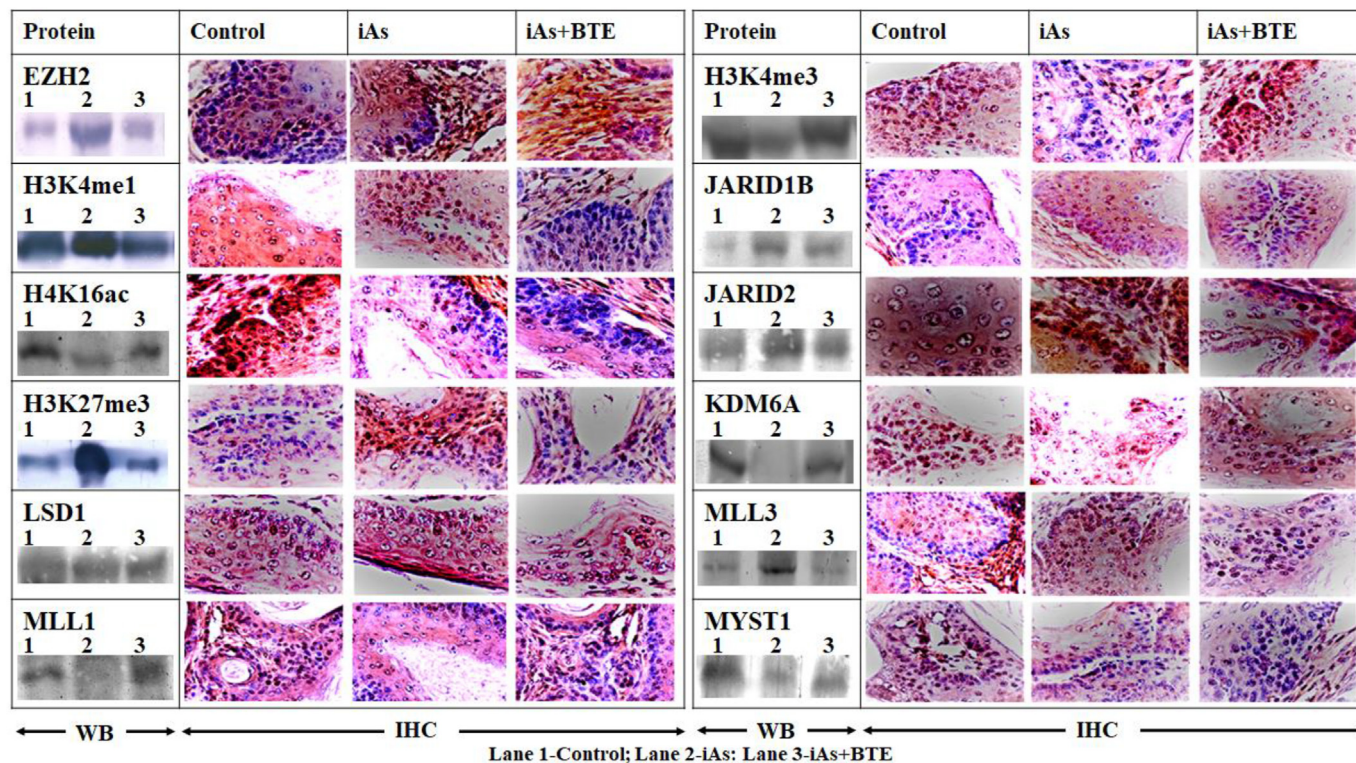 Protein Control iAs iAs+BTE Protein Control iAs iAs+BTE
EZH2
1 2 3
H3K4me1
1 2 3
H4K16ac
1 2 3
H3K27me3
1 2 3
LSD1
1 2 3
MLL1
1 2 3
H3K4me3
1 2 3
JARID1B
1 2 3
JARID2
1 2 3
KDM6A
1 2 3
MLL3
1 2 3
MYST1
1 2 3
WB IHC WB IHC
Lane 1-Control; Lane 2-iAs: Lane 3-iAs+BTE